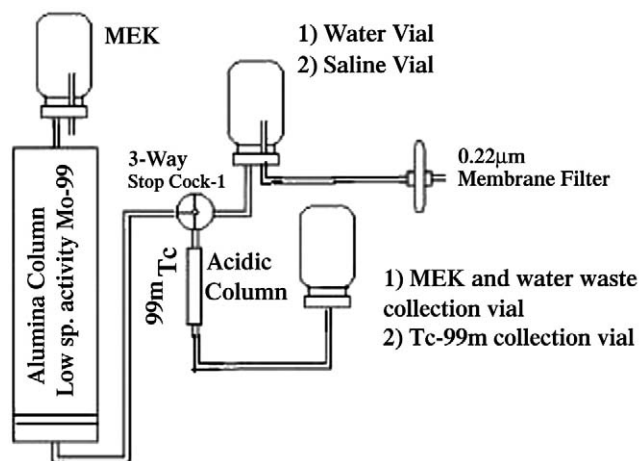 MEK
1) Water Vial
2) Saline Vial
3-Way
Stop Cock-1
0.22µm
Membrane Filter
Alumina Column
Low sp. activity Mo-99
99mTc
Acidic
Column
1) MEK and water waste
collection vial
2) Tc-99m collection vial